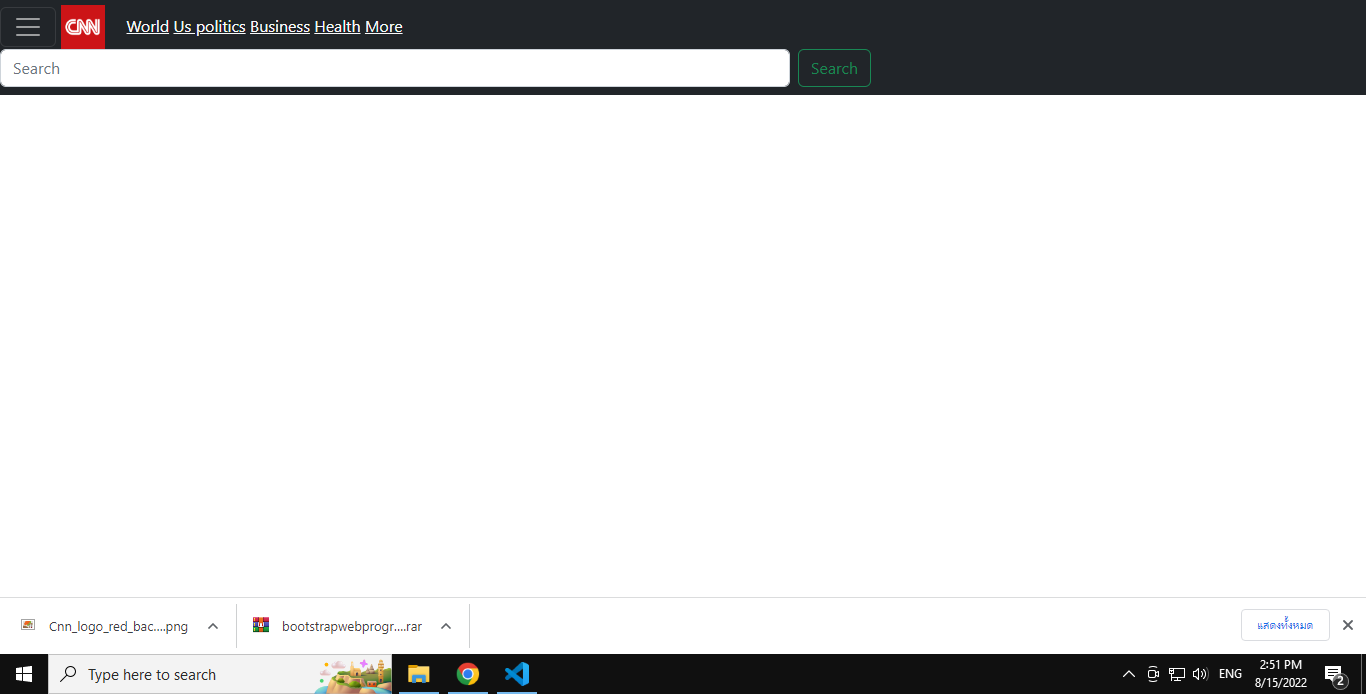 CNN World Us politics Business Health More
Search Search
Cnn_logo_red_bac....png bootstrapwebprogr....rar แสดงทั้งหมด
Type here to search ENG 2:51 PM
8/15/2022 2